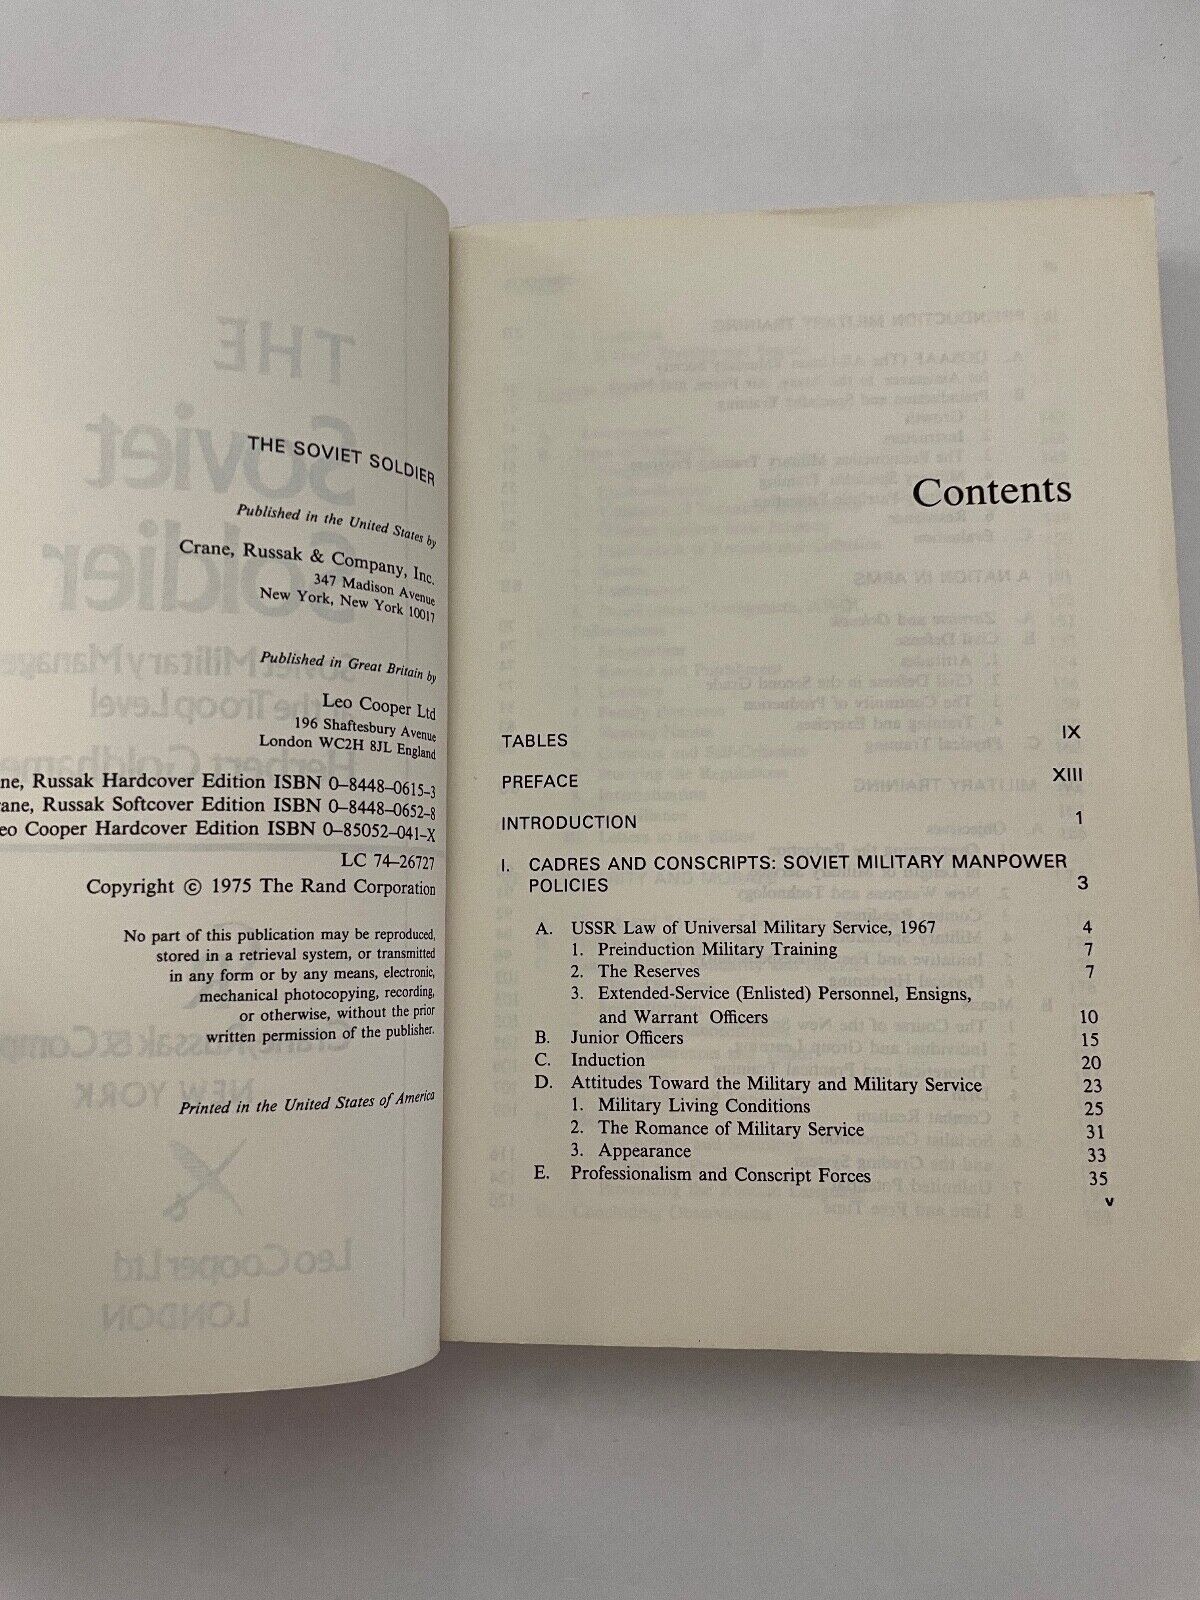 THE SOVIET SOLDIER
Published in the United States by
Crane, Russak & Company, Inc.
347 Madison Avenue
New York, New York 10017
Published in Great Britain by
Leo Cooper Ltd
196 Shaftesbury Avenue
London WC2H 8JL England
ne, Russak Hardcover Edition ISBN 0–8448–0615–3
rane, Russak Softcover Edition ISBN 0–8448–0652–8
eo Cooper Hardcover Edition ISBN 0–85052–041–X
LC 74–26727
Copyright © 1975 The Rand Corporation
No part of this publication may be reproduced,
stored in a retrieval system, or transmitted
in any form or by any means, electronic,
mechanical photocopying, recording,
or otherwise, without the prior
written permission of the publisher.
Printed in the United States of America
Contents
TABLES IX
PREFACE XIII
INTRODUCTION 1
I. CADRES AND CONSCRIPTS: SOVIET MILITARY MANPOWER
POLICIES 3
A. USSR Law of Universal Military Service, 1967 4
1. Preinduction Military Training 7
2. The Reserves 7
3. Extended-Service (Enlisted) Personnel, Ensigns,
and Warrant Officers 10
B. Junior Officers 15
C. Induction 20
D. Attitudes Toward the Military and Military Service 23
1. Military Living Conditions 25
2. The Romance of Military Service 31
3. Appearance 33
E. Professionalism and Conscript Forces 35
v